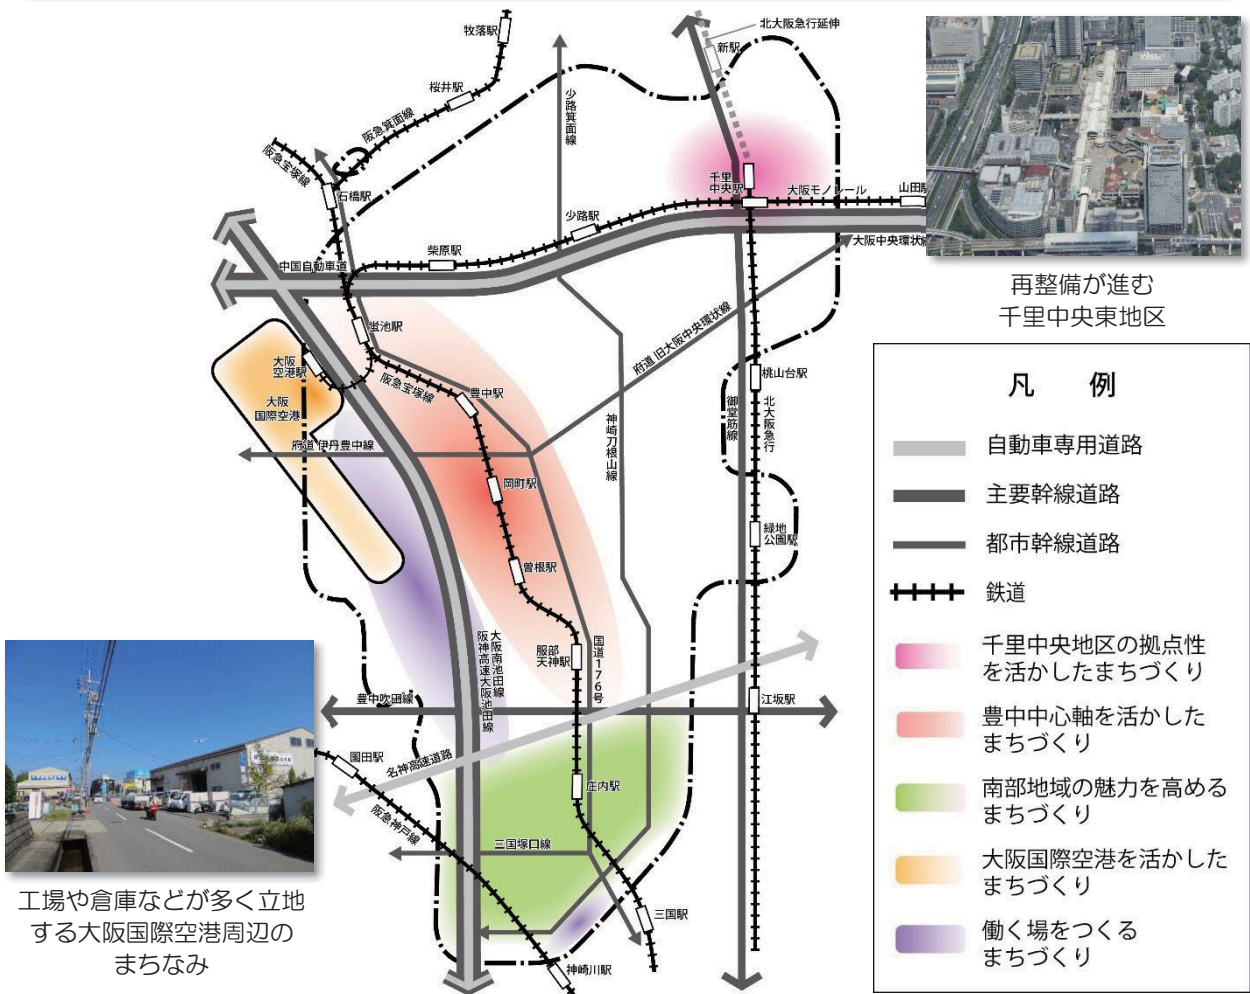 北大阪急行延伸
牧落駅
新駅
桜井駅
少路箕面線
阪急箕面線
阪急宝塚線
石橋駅
千里
中央駅
大阪モノレール
山田駅
少路駅
大阪中央環状線
柴原駅
中国自動車道
再整備が進む
千里中央東地区
蛍池駅
府道 旧大阪中央環状線
大阪
空港駅
阪急宝塚線
豊中駅
桃山台駅
大阪
国際空港
御堂筋線
北大阪急行
神崎刀根山線
府道 伊丹豊中線
岡町駅
緑地
公園駅
曽根駅
大阪南池田線
阪神高速大阪池田線
服部
天神駅
国道176号
豊中吹田線
江坂駅
園田駅
名神高速道路
庄内駅
阪急神戸線
三国塚口線
三国駅
神崎川駅
工場や倉庫などが多く立地
する大阪国際空港周辺の
まちなみ
凡 例
自動車専用道路
主要幹線道路
都市幹線道路
鉄道
千里中央地区の拠点性
を活かしたまちづくり
豊中中心軸を活かした
まちづくり
南部地域の魅力を高める
まちづくり
大阪国際空港を活かした
まちづくり
働く場をつくる
まちづくり